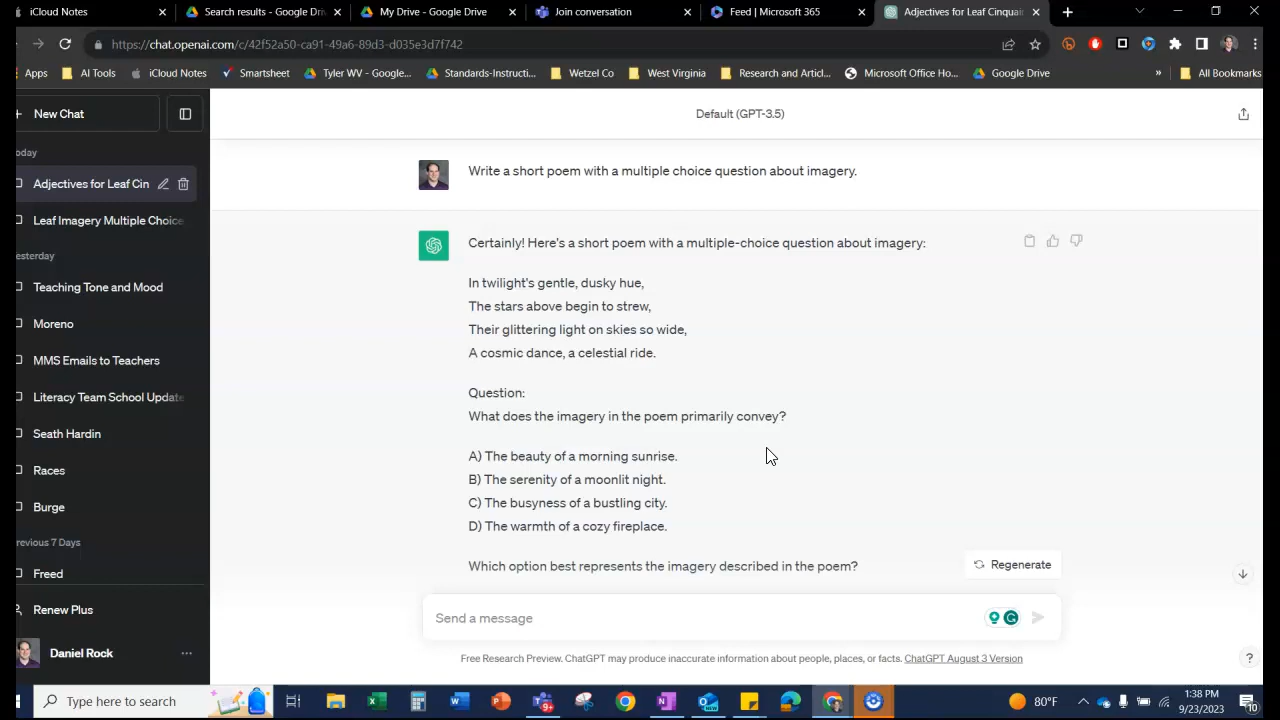 iCloud Notes
Search results - Google Driv
My Drive - Google Drive
Join conversation
Feed | Microsoft 365
Adjectives for Leaf Cinquain
https://chat.openai.com/c/42f52a50-ca91-49a6-89d3-d035e3d7f742
Apps
AI Tools
iCloud Notes
Smartsheet
Tyler WV - Google...
Standards-Instructi...
Wetzel Co
West Virginia
Research and Articl...
Microsoft Office Ho...
Google Drive
»
All Bookmarks
New Chat
Default (GPT-3.5)
oday
Adjectives for Leaf Cin
Leaf Imagery Multiple Choice
esterday
Teaching Tone and Mood
Moreno
MMS Emails to Teachers
Literacy Team School Update
Seath Hardin
Races
Burge
revious 7 Days
Freed
Renew Plus
Daniel Rock
Write a short poem with a multiple choice question about imagery.
Certainly! Here's a short poem with a multiple-choice question about imagery:
In twilight's gentle, dusky hue,
The stars above begin to strew,
Their glittering light on skies so wide,
A cosmic dance, a celestial ride.
Question:
What does the imagery in the poem primarily convey?
A) The beauty of a morning sunrise.
B) The serenity of a moonlit night.
C) The busyness of a bustling city.
D) The warmth of a cozy fireplace.
Which option best represents the imagery described in the poem?
Regenerate
Send a message
Free Research Preview. ChatGPT may produce inaccurate information about people, places, or facts. ChatGPT August 3 Version
?
Type here to search
80°F
1:38 PM
9/23/2023